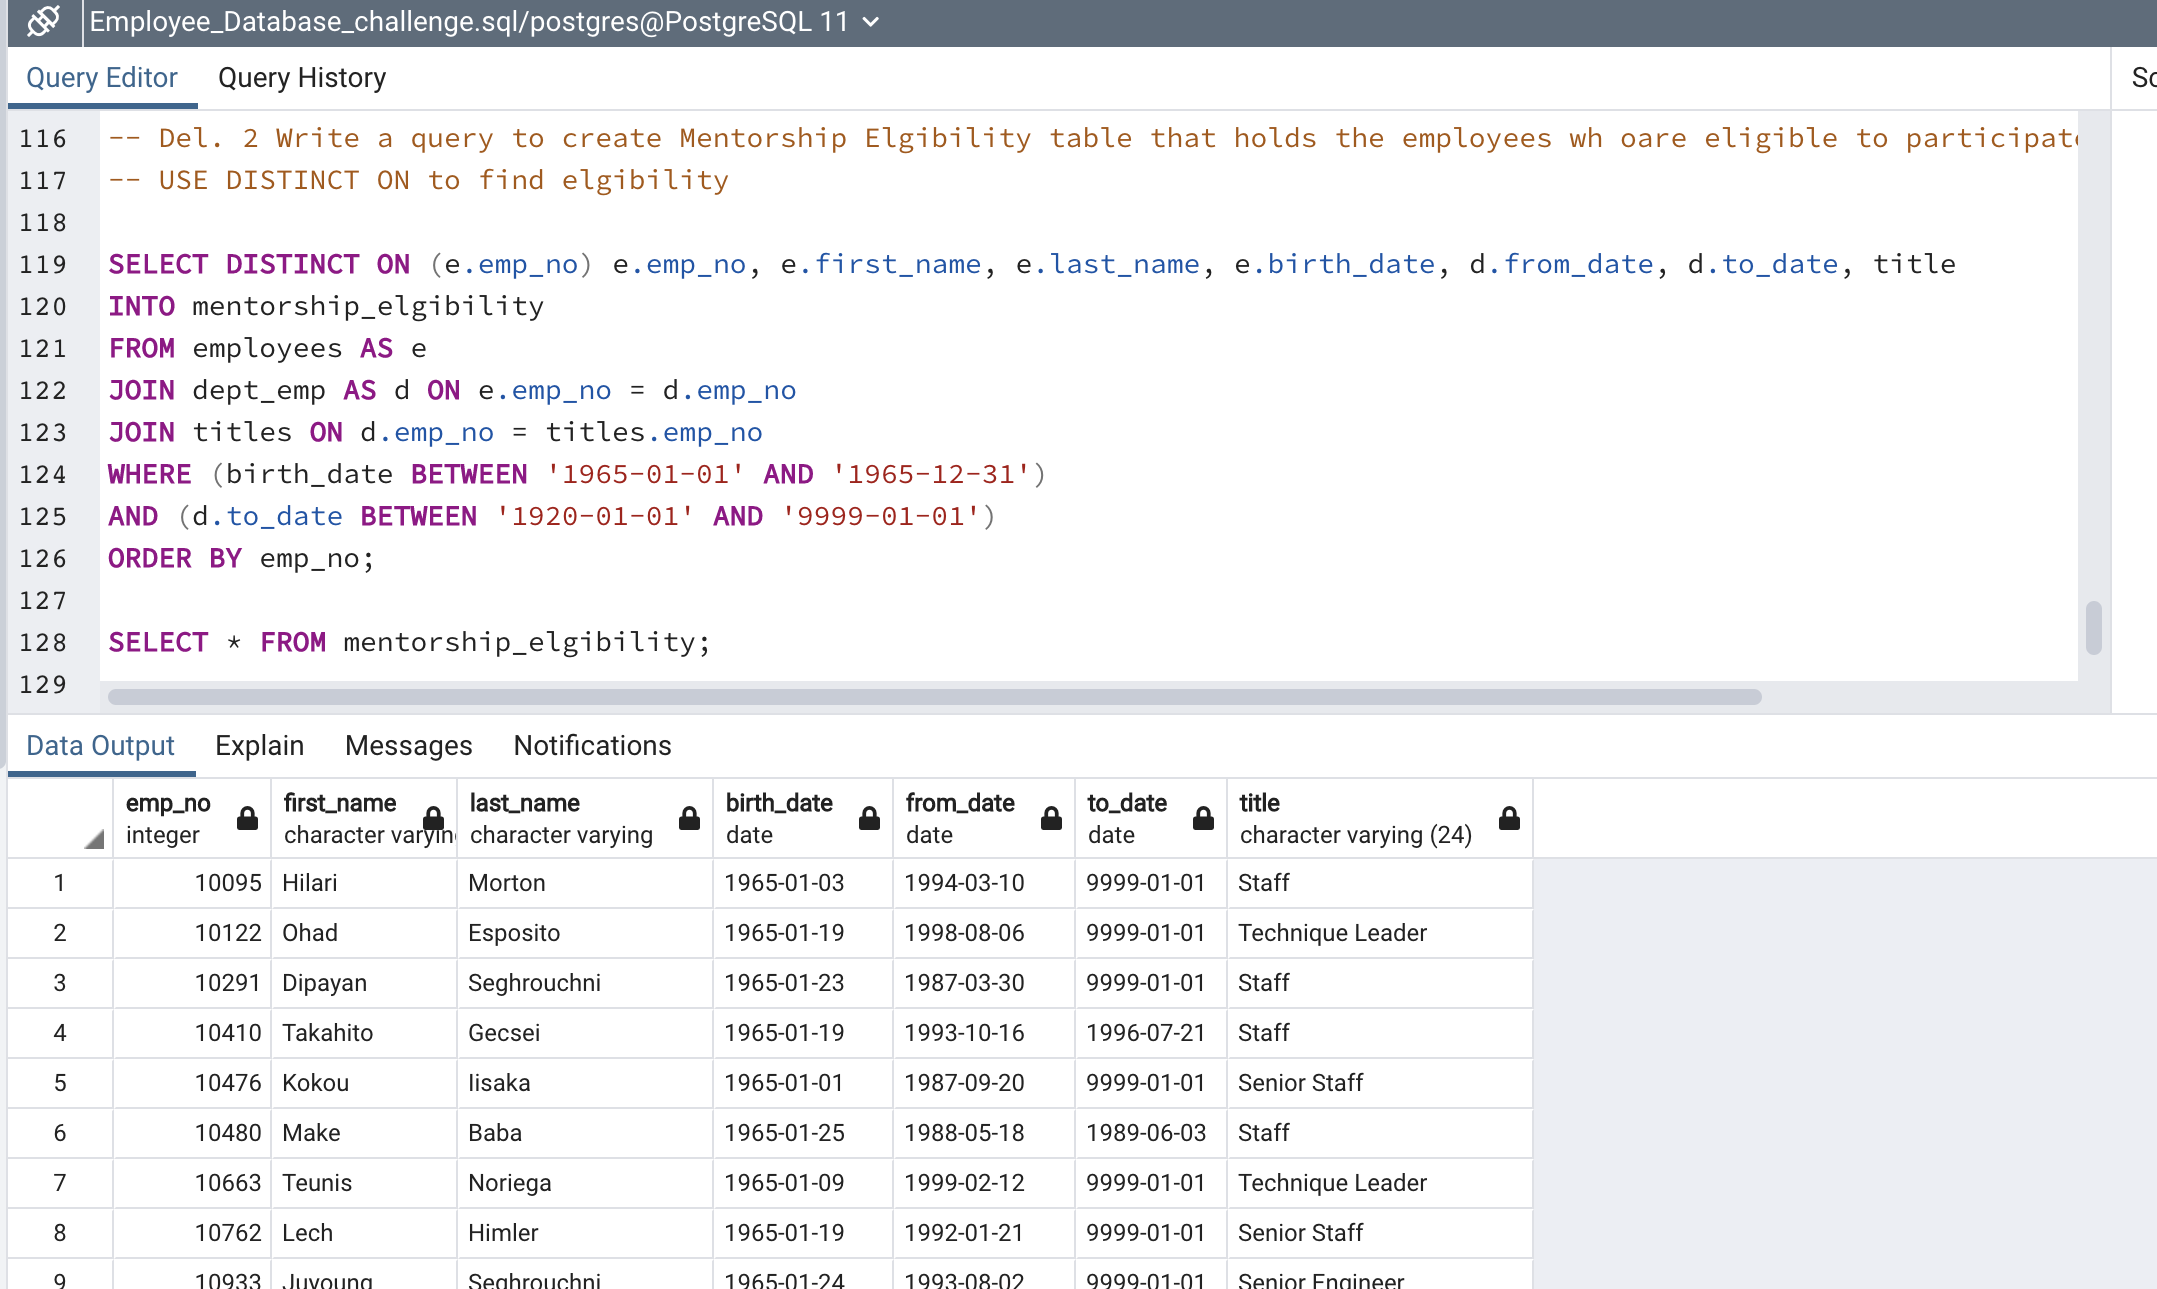 Employee_Database_challenge.sql/postgres@PostgreSQL 11
Query Editor Query History Sc
116 -- Del. 2 Write a query to create Mentorship Elgibility table that holds the employees wh oare eligible to participate
117 -- USE DISTINCT ON to find elgibility
118
119 SELECT DISTINCT ON (e.emp_no) e.emp_no, e.first_name, e.last_name, e.birth_date, d.from_date, d.to_date, title
120 INTO mentorship_elgibility
121 FROM employees AS e
122 JOIN dept_emp AS d ON e.emp_no = d.emp_no
123 JOIN titles ON d.emp_no = titles.emp_no
124 WHERE (birth_date BETWEEN '1965-01-01' AND '1965-12-31')
125 AND (d.to_date BETWEEN '1920-01-01' AND '9999-01-01')
126 ORDER BY emp_no;
127
128 SELECT * FROM mentorship_elgibility;
129
Data Output Explain Messages Notifications
emp_no first_name last_name birth_date from_date to_date title
integer character varying character varying date date date character varying (24)
1 10095 Hilari Morton 1965-01-03 1994-03-10 9999-01-01 Staff
2 10122 Ohad Esposito 1965-01-19 1998-08-06 9999-01-01 Technique Leader
3 10291 Dipayan Seghrouchni 1965-01-23 1987-03-30 9999-01-01 Staff
4 10410 Takahito Gecsei 1965-01-19 1993-10-16 1996-07-21 Staff
5 10476 Kokou Iisaka 1965-01-01 1987-09-20 9999-01-01 Senior Staff
6 10480 Make Baba 1965-01-25 1988-05-18 1989-06-03 Staff
7 10663 Teunis Noriega 1965-01-09 1999-02-12 9999-01-01 Technique Leader
8 10762 Lech Himler 1965-01-19 1992-01-21 9999-01-01 Senior Staff
9 10933 Juyoung Seghrouchni 1965-01-24 1993-08-02 9999-01-01 Senior Engineer